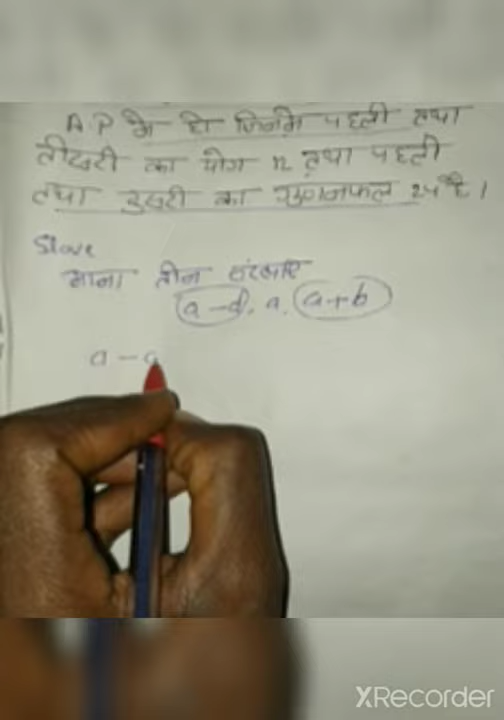 A.P मे हो जिनमे पहली तथा
तीसरी का योग 12 तथा पहली
तथा दुसरी का गुणनफल 24 है।
Slove
माना तीन संख्याए
a-d, a, a+b
a-
XRecorder